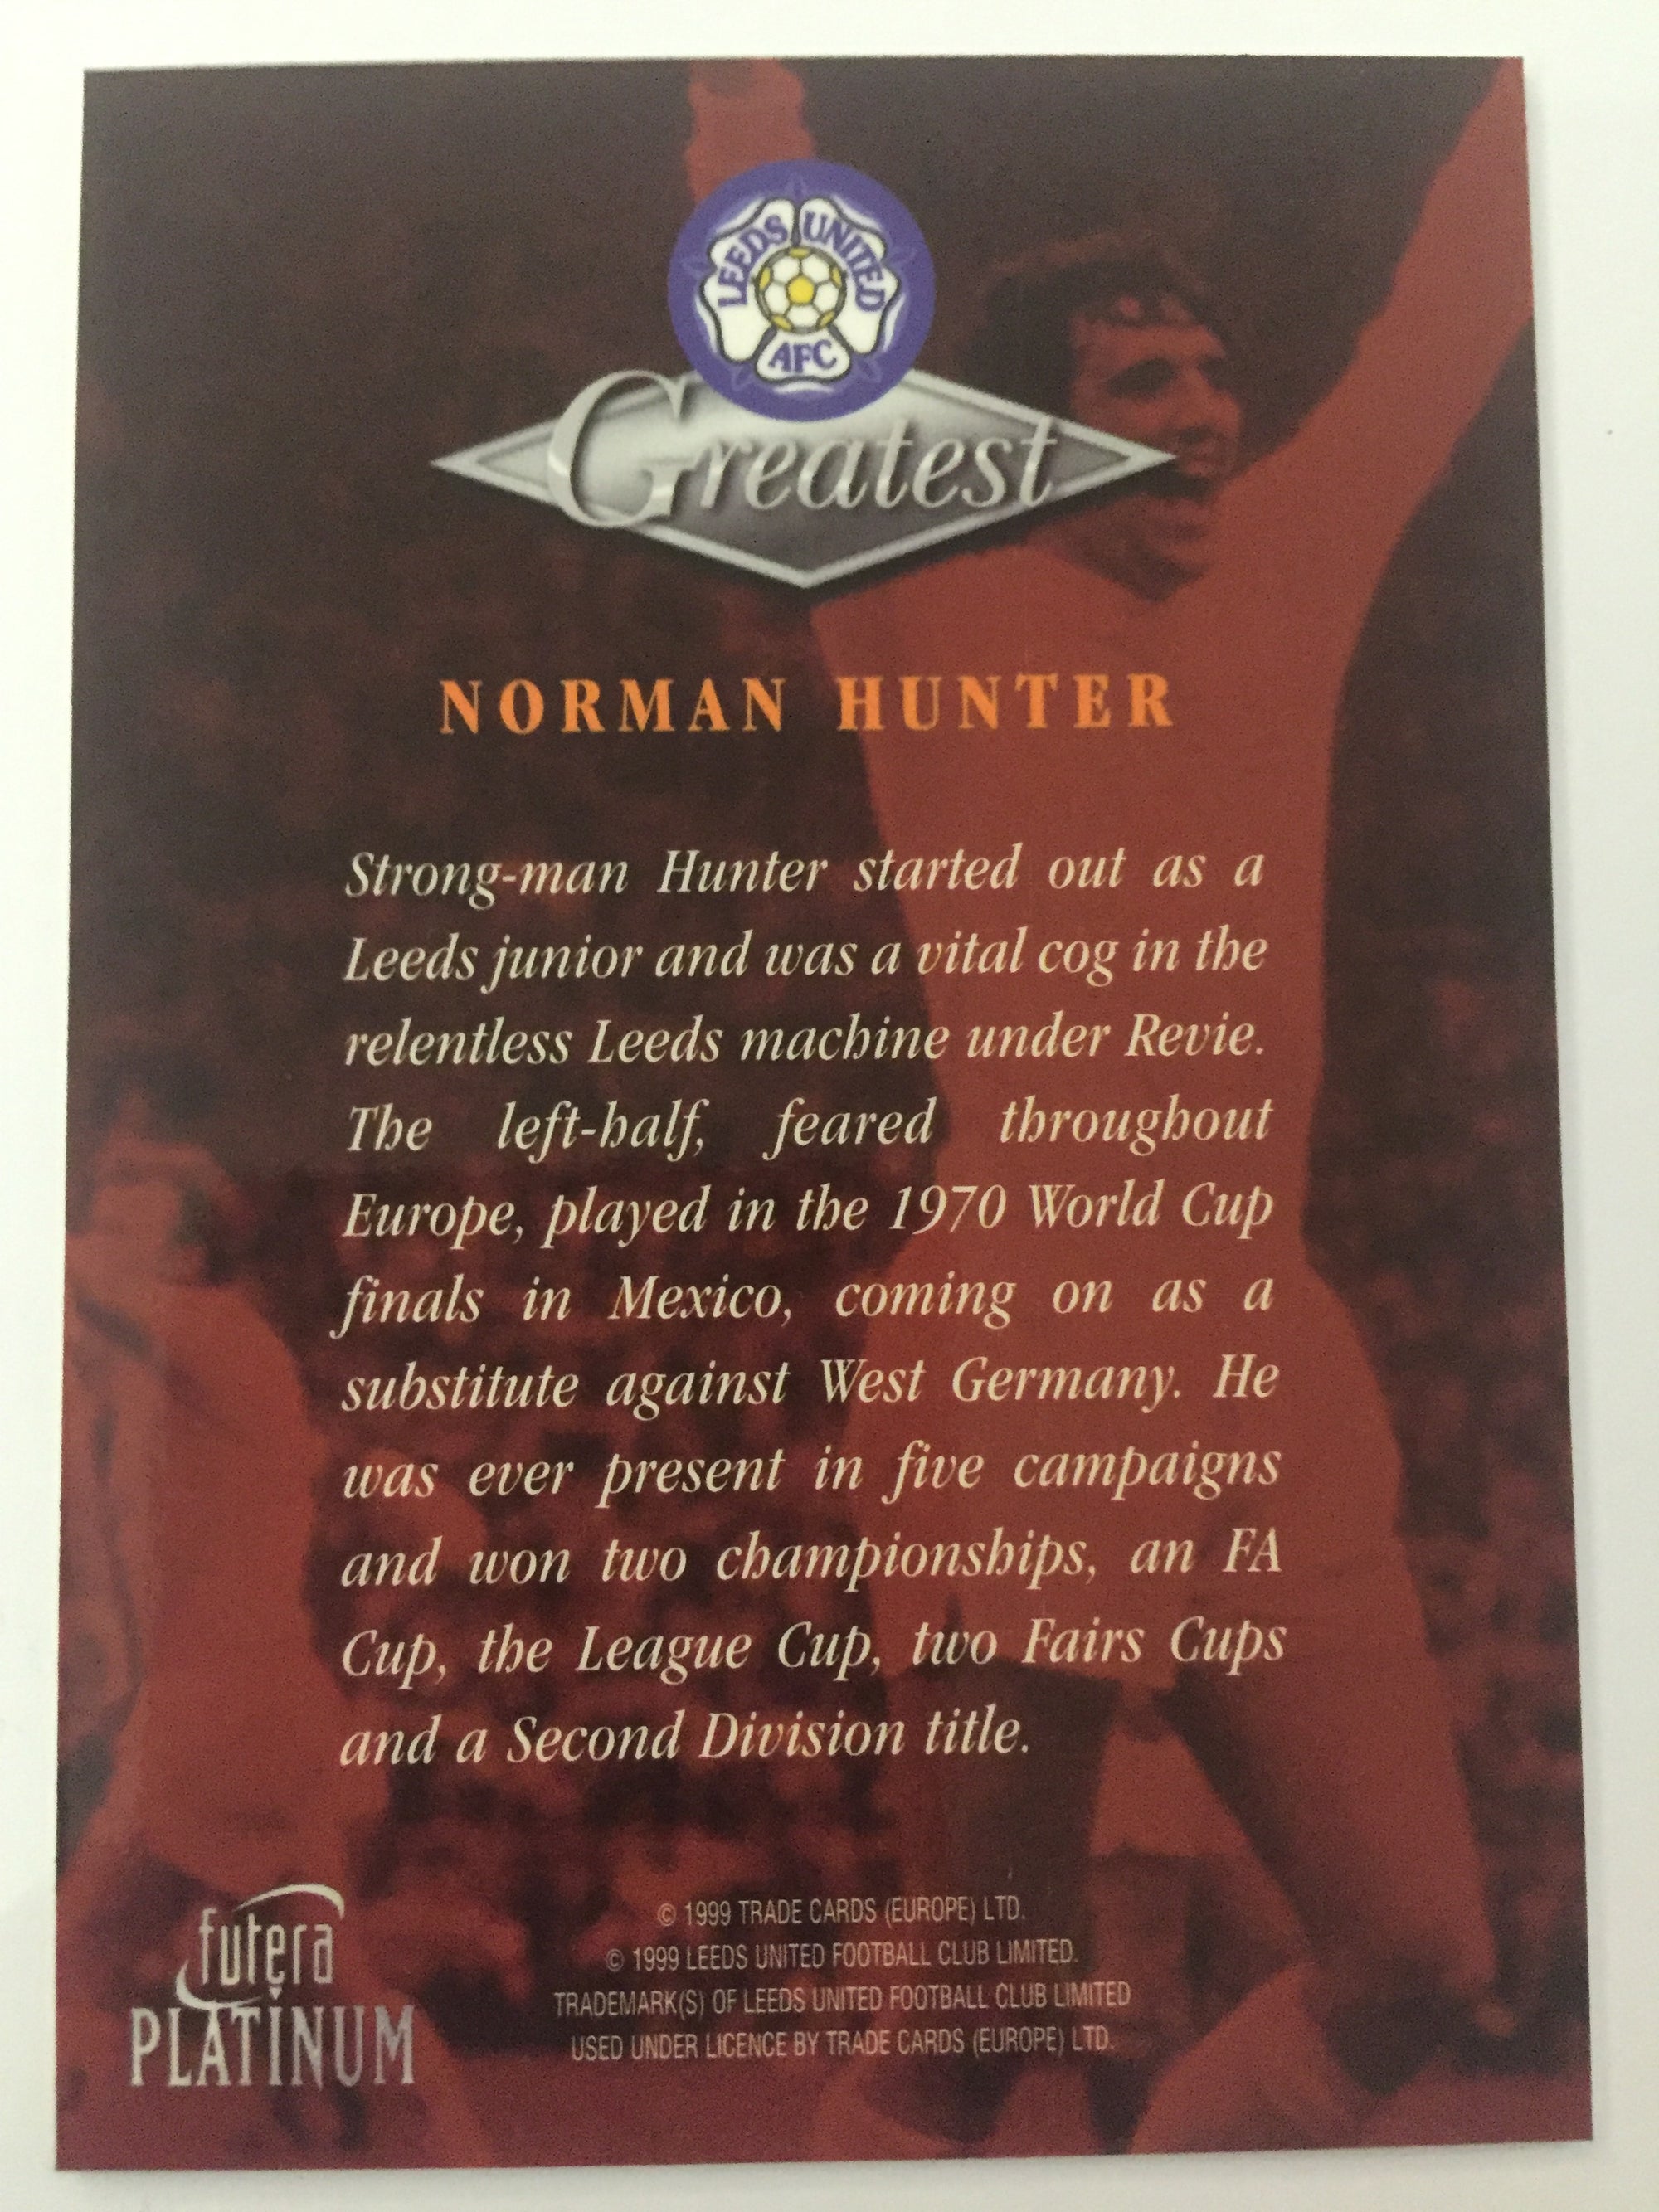 LEEDS UNITED
AFC
Greatest
NORMAN HUNTER
Strong-man Hunter started out as a
Leeds junior and was a vital cog in the
relentless Leeds machine under Revie.
The left-half, feared throughout
Europe, played in the 1970 World Cup
finals in Mexico, coming on as a
substitute against West Germany. He
was ever present in five campaigns
and won two championships, an FA
Cup, the League Cup, two Fairs Cups
and a Second Division title.
futera
PLATINUM
© 1999 TRADE CARDS (EUROPE) LTD.
© 1999 LEEDS UNITED FOOTBALL CLUB LIMITED.
TRADEMARK(S) OF LEEDS UNITED FOOTBALL CLUB LIMITED
USED UNDER LICENCE BY TRADE CARDS (EUROPE) LTD.